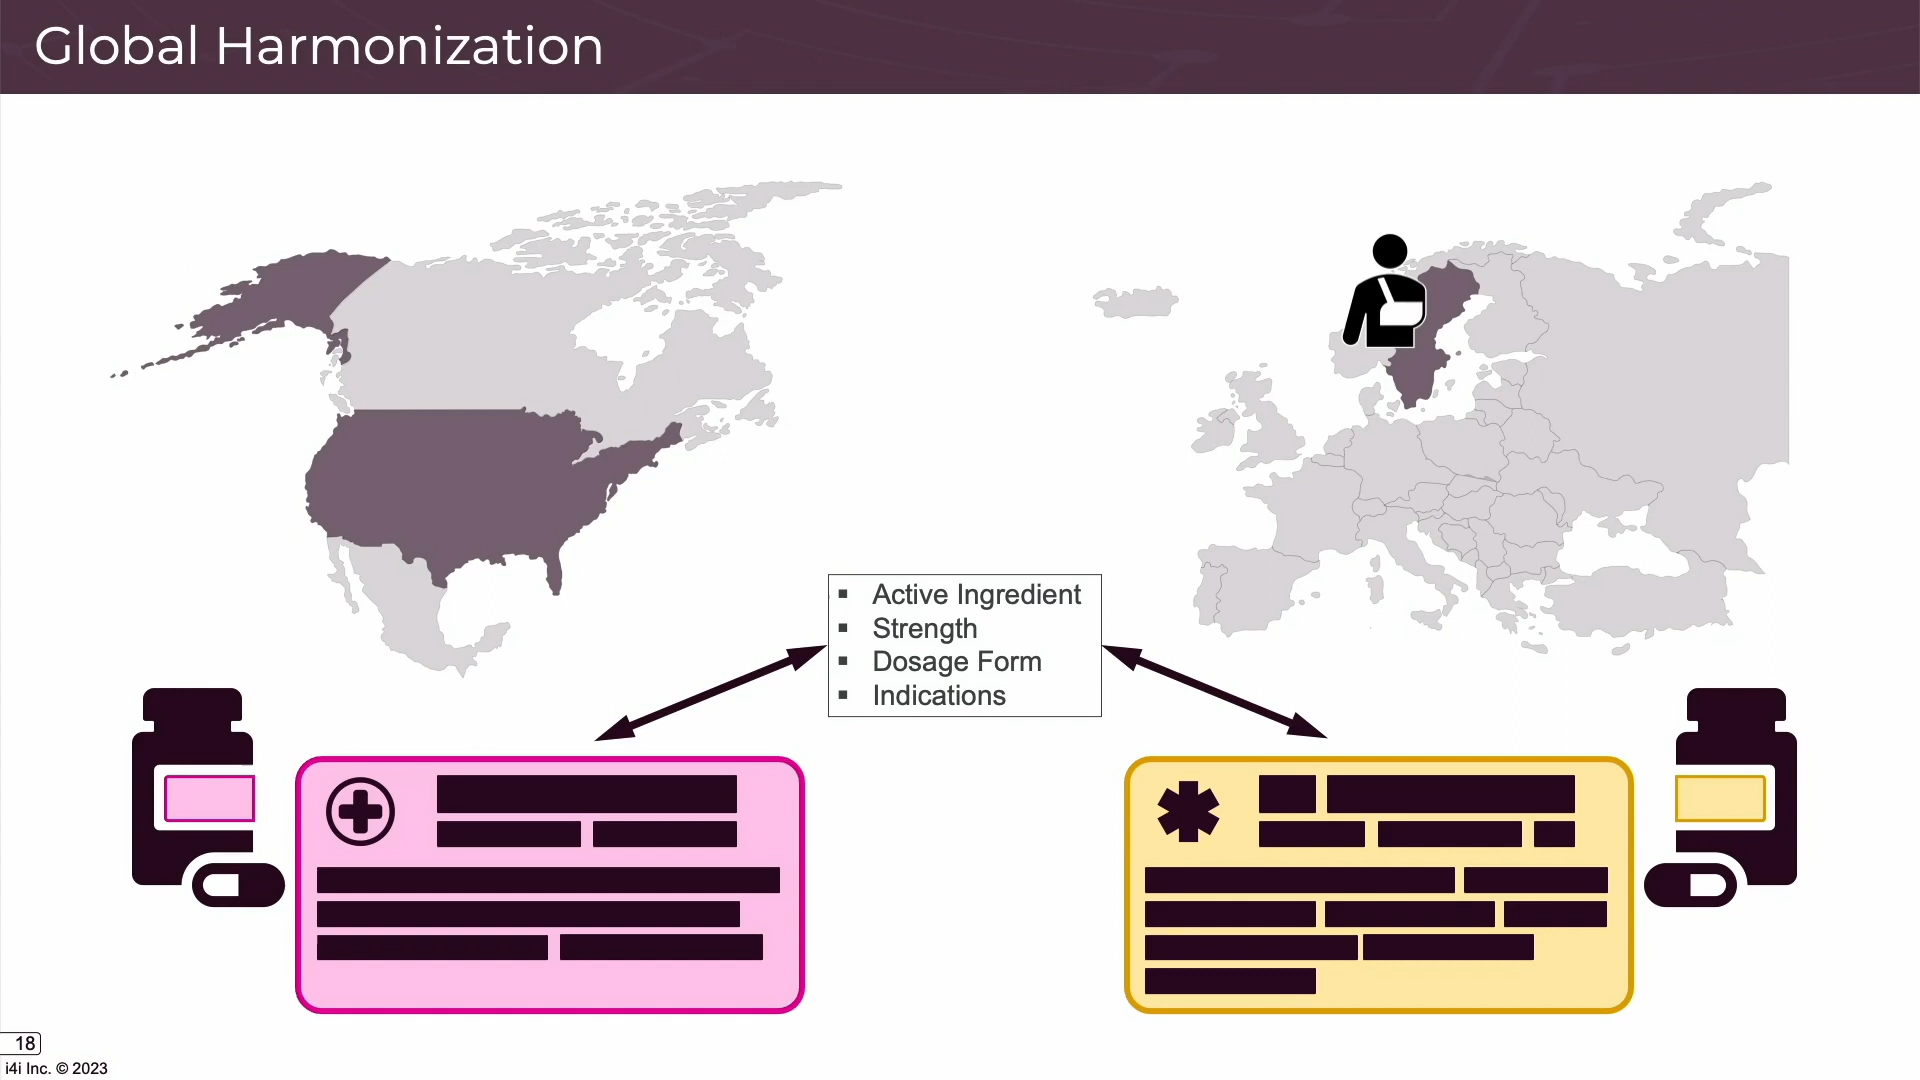 Global Harmonization
▪ Active Ingredient
▪ Strength
▪ Dosage Form
▪ Indications
18
i4i Inc. © 2023